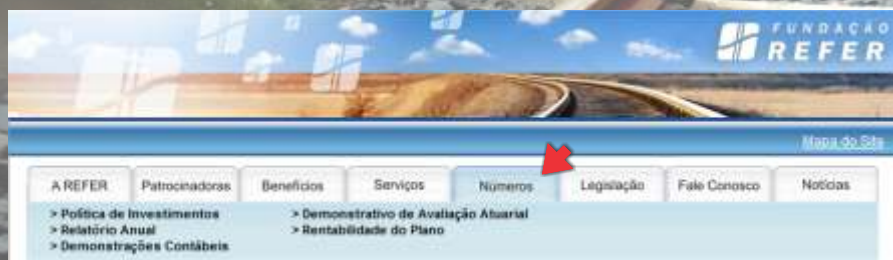 FUNDAÇÃO
REFER
Mapa do Site
A REFER Patrocinadoras Benefícios Serviços Números Legislação Fale Conosco Notícias
> Política de Investimentos > Demonstrativo de Avaliação Atuarial
> Relatório Anual > Rentabilidade do Plano
> Demonstrações Contábeis